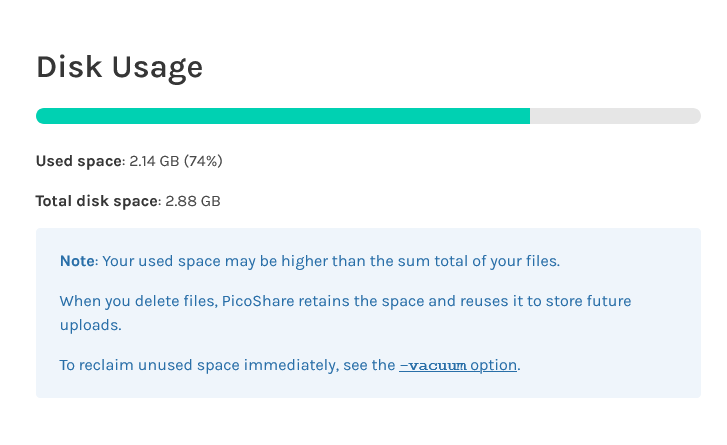 Disk Usage
Used space: 2.14 GB (74%)
Total disk space: 2.88 GB
Note: Your used space may be higher than the sum total of your files.
When you delete files, PicoShare retains the space and reuses it to store future
uploads.
To reclaim unused space immediately, see the -vacuum option.